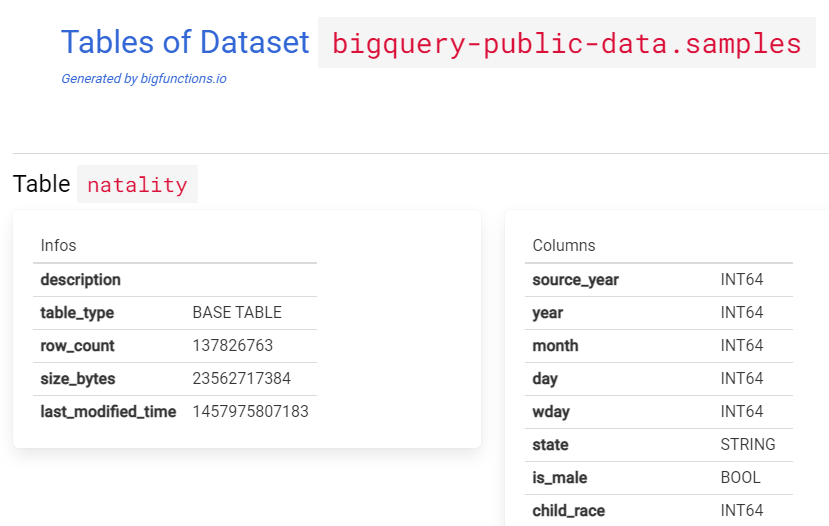 Tables of Dataset bigquery-public-data.samples
Generated by bigfunctions.io
Table natality
Infos
description
table_type BASE TABLE
row_count 137826763
size_bytes 23562717384
last_modified_time 1457975807183
Columns
source_year INT64
year INT64
month INT64
day INT64
wday INT64
state STRING
is_male BOOL
child_race INT64